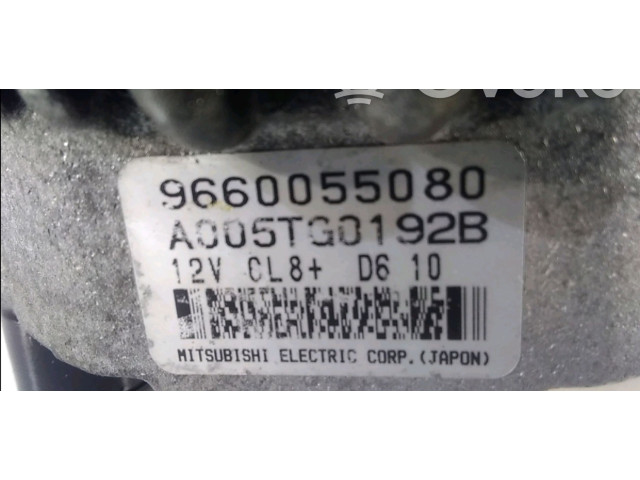 9660055080
A005TG0192B
12V CL8+ D6 10
MITSUBISHI ELECTRIC CORP.(JAPON)